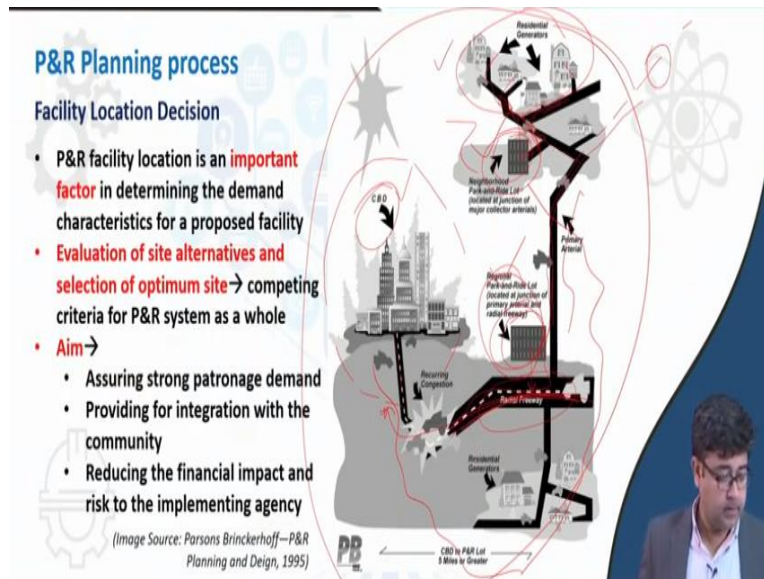 P&R Planning process
Facility Location Decision
• P&R facility location is an important
factor in determining the demand
characteristics for a proposed facility
• Evaluation of site alternatives and
selection of optimum site→ competing
criteria for P&R system as a whole
• Aim→
• Assuring strong patronage demand
• Providing for integration with the
community
• Reducing the financial impact and
risk to the implementing agency
(Image Source: Parsons Brinckerhoff—P&R
Planning and Deign, 1995)
Residential
Generators
Neighborhood
Park-and-Ride Lot
(located at junction of
major collector arterials)
CBD
Primary
Arterial
Regional
Park-and-Ride Lot
(located at junction of
primary arterial and
radial freeway)
Recurring
Congestion
Radial Freeway
Residential
Generators
PB
CBD to P&R Lot
5 Miles or Greater